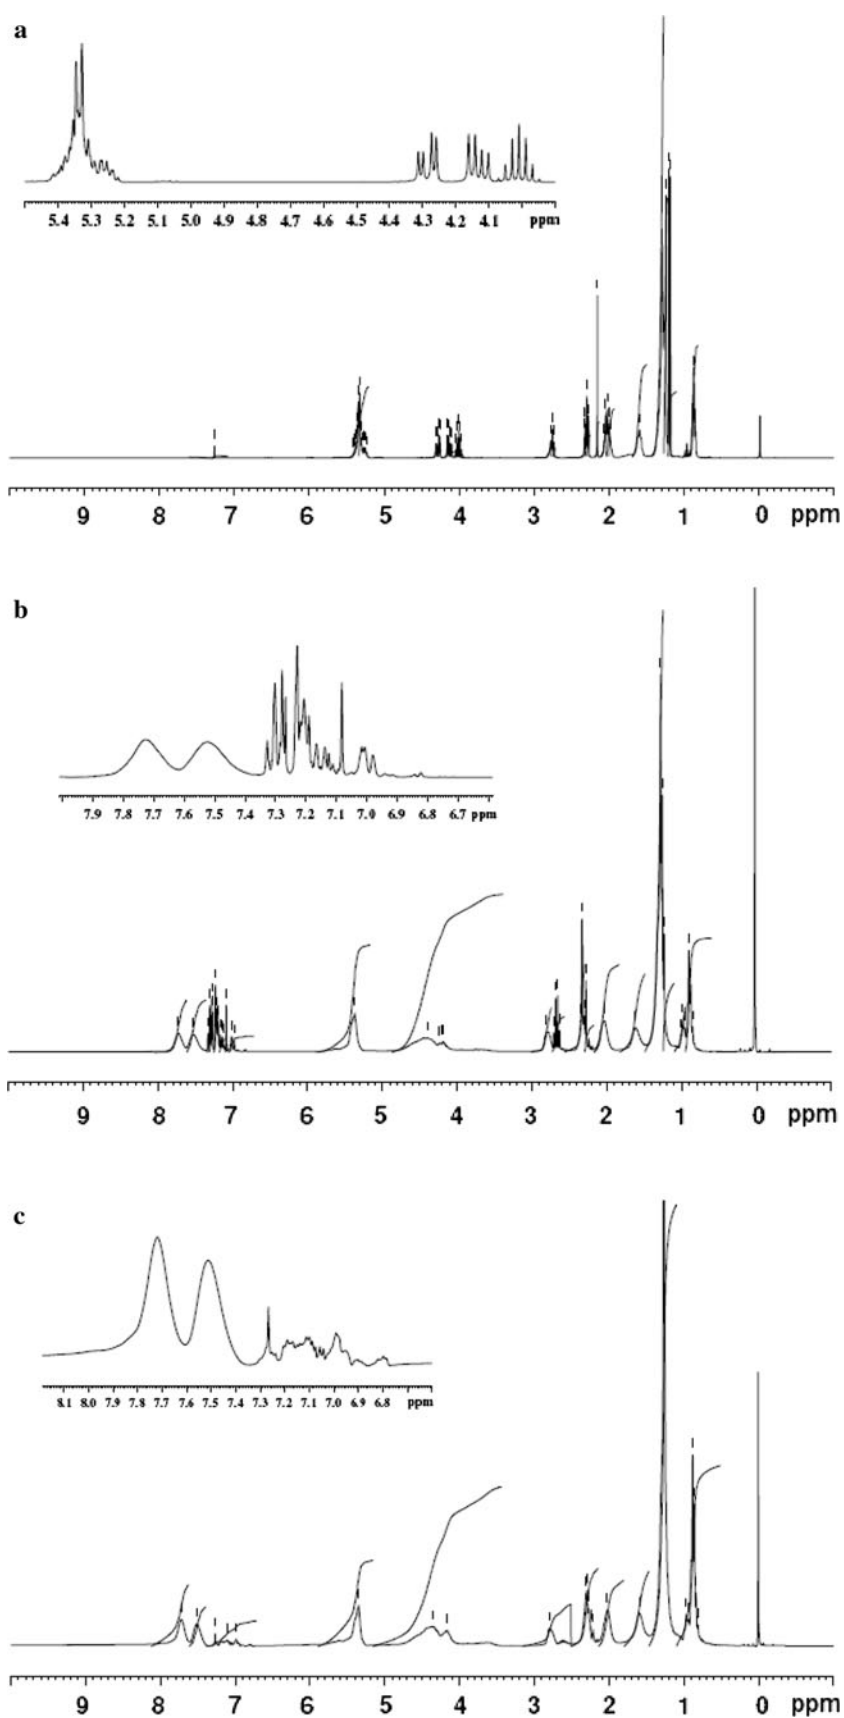 a
5.4 5.3 5.2 5.1 5.0 4.9 4.8 4.7 4.6 4.5 4.4 4.3 4.2 4.1 ppm
9 8 7 6 5 4 3 2 1 0 ppm
b
7.9 7.8 7.7 7.6 7.5 7.4 7.3 7.2 7.1 7.0 6.9 6.8 6.7 ppm
9 8 7 6 5 4 3 2 1 0 ppm
c
8.1 8.0 7.9 7.8 7.7 7.6 7.5 7.4 7.3 7.2 7.1 7.0 6.9 6.8 ppm
9 8 7 6 5 4 3 2 1 0 ppm